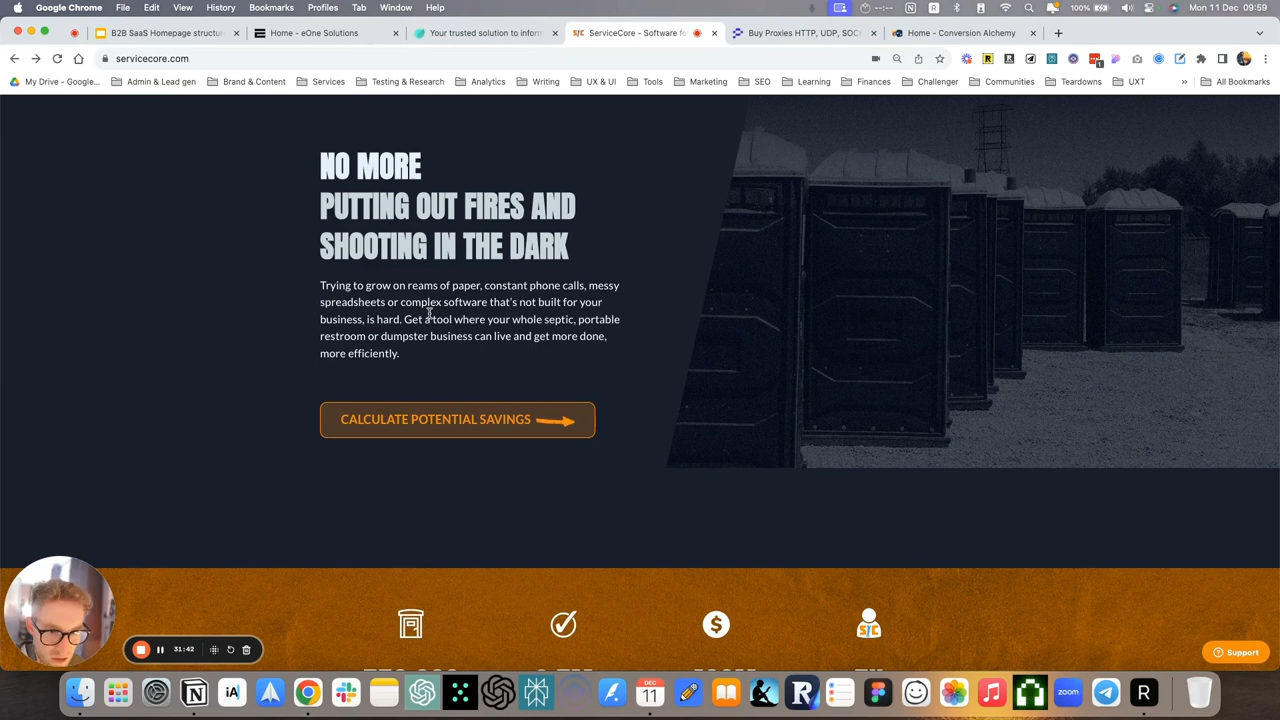 Google Chrome File Edit View History Bookmarks Profiles Tab Window Help
100% Mon 11 Dec 09:59
B2B SaaS Homepage structur
Home - eOne Solutions
Your trusted solution to inform
ServiceCore - Software fo
Buy Proxies HTTP, UDP, SOC
Home - Conversion Alchemy
servicecore.com
My Drive - Google...
Admin & Lead gen
Brand & Content
Services
Testing & Research
Analytics
Writing
UX & UI
Tools
Marketing
SEO
Learning
Finances
Challenger
Communities
Teardowns
UXT
»
All Bookmarks
NO MORE
PUTTING OUT FIRES AND
SHOOTING IN THE DARK
Trying to grow on reams of paper, constant phone calls, messy
spreadsheets or complex software that's not built for your
business, is hard. Get a tool where your whole septic, portable
restroom or dumpster business can live and get more done,
more efficiently.
CALCULATE POTENTIAL SAVINGS
S/C
31:42
Support
iA
DEC
11
zoom
R